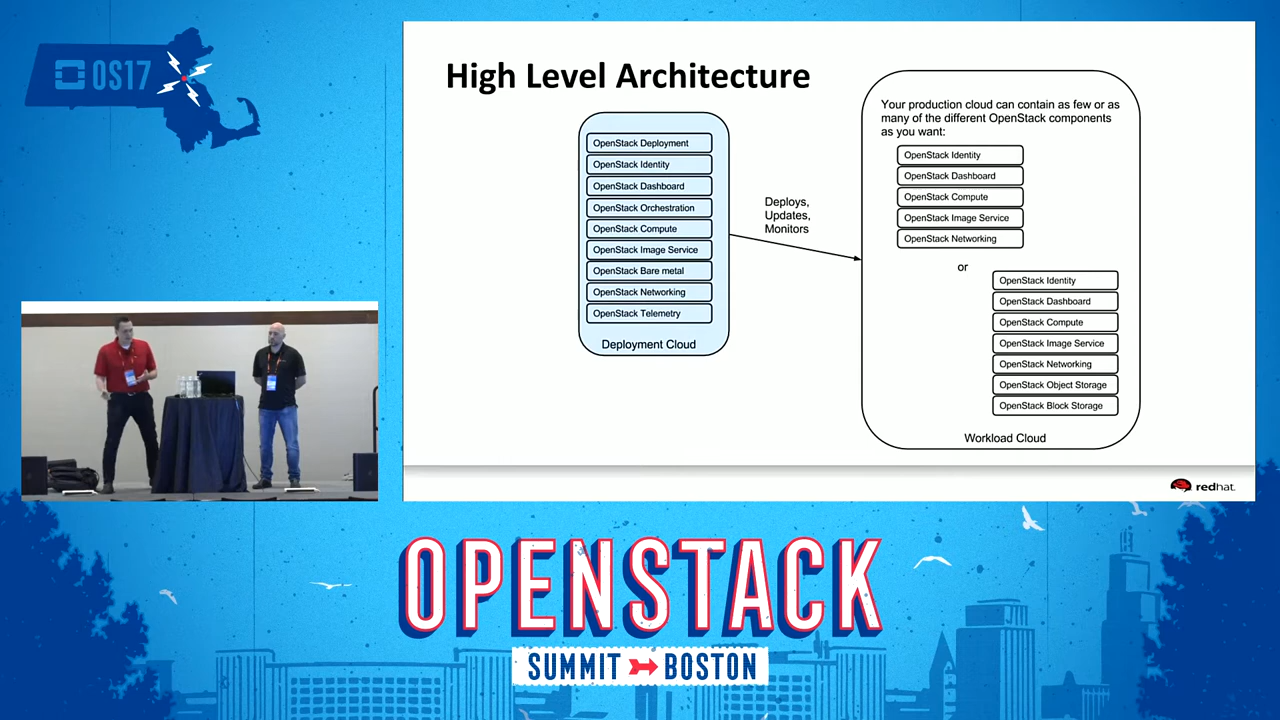 OS17
High Level Architecture
OpenStack Deployment
OpenStack Identity
OpenStack Dashboard
OpenStack Orchestration
OpenStack Compute
OpenStack Image Service
OpenStack Bare metal
OpenStack Networking
OpenStack Telemetry
Deployment Cloud
Deploys,
Updates,
Monitors
Your production cloud can contain as few or as
many of the different OpenStack components
as you want:
OpenStack Identity
OpenStack Dashboard
OpenStack Compute
OpenStack Image Service
OpenStack Networking
or
OpenStack Identity
OpenStack Dashboard
OpenStack Compute
OpenStack Image Service
OpenStack Networking
OpenStack Object Storage
OpenStack Block Storage
Workload Cloud
redhat.
OPENSTACK
SUMMIT BOSTON